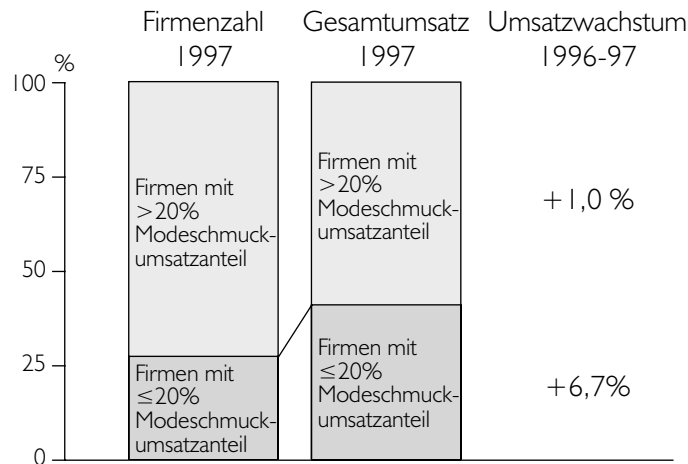 Firmenzahl
1997
Gesamtumsatz
1997
Umsatzwachstum
1996-97
%
100
75
50
25
0
Firmen mit
>20%
Modeschmuck-
umsatzanteil
Firmen mit
≤20%
Modeschmuck-
umsatzanteil
Firmen mit
>20%
Modeschmuck-
umsatzanteil
Firmen mit
≤20%
Modeschmuck-
umsatzanteil
+1,0 %
+6,7%